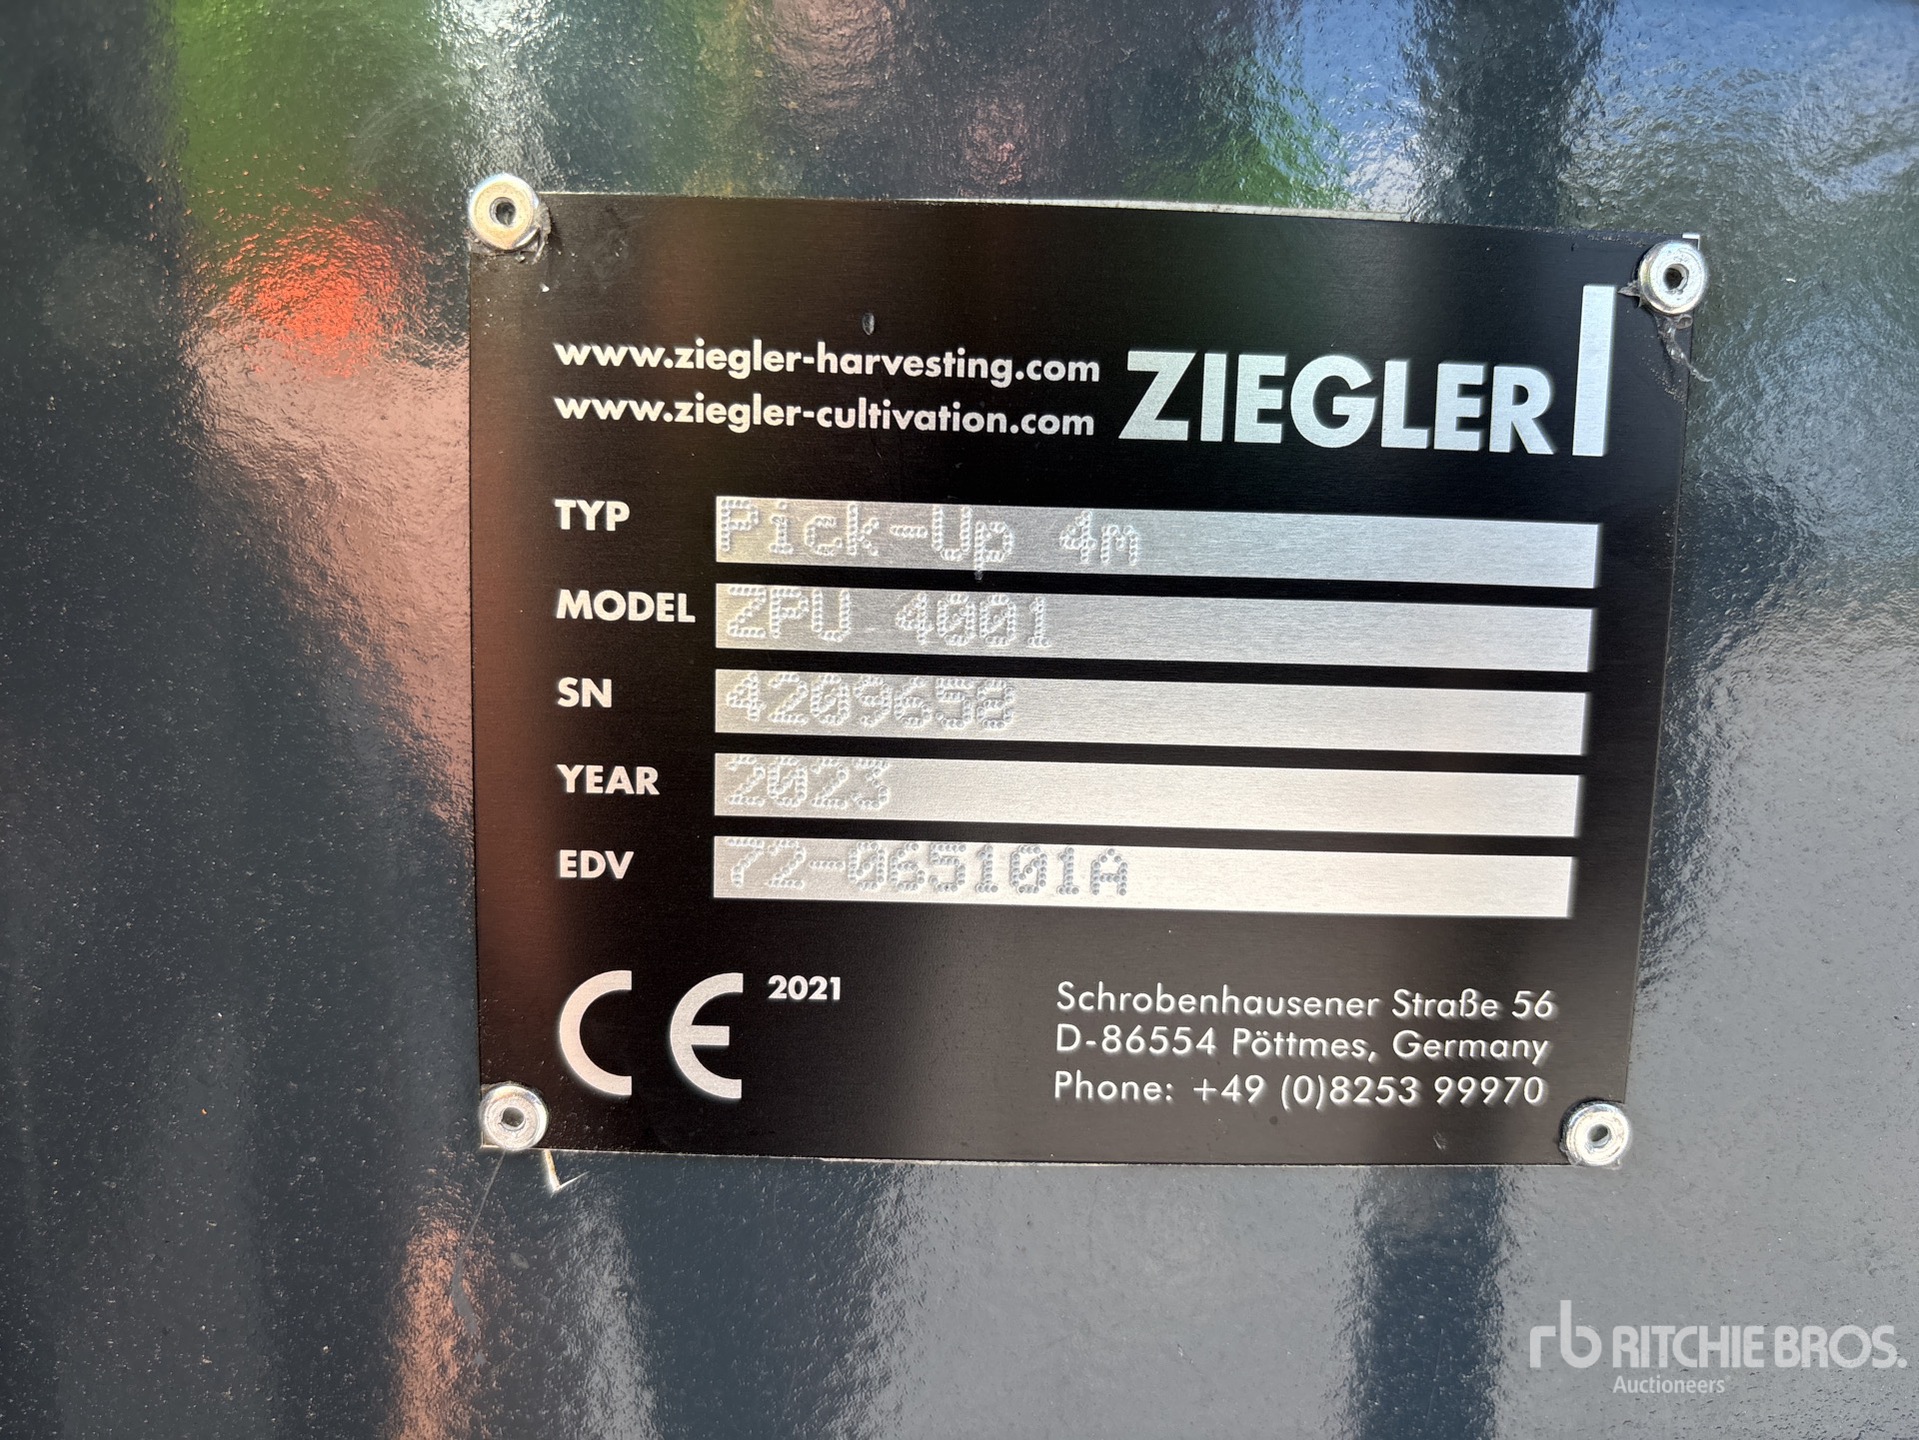 www.ziegler-harvesting.com
www.ziegler-cultivation.com
ZIEGLER
TYP Pick-Up 4m
MODEL ZPU 4001
SN 4209658
YEAR 2023
EDV 72-065101A
CE 2021
Schrobenhausener Straße 56
D-86554 Pöttmes, Germany
Phone: +49 (0)8253 99970
rb RITCHIE BROS.
Auctioneers